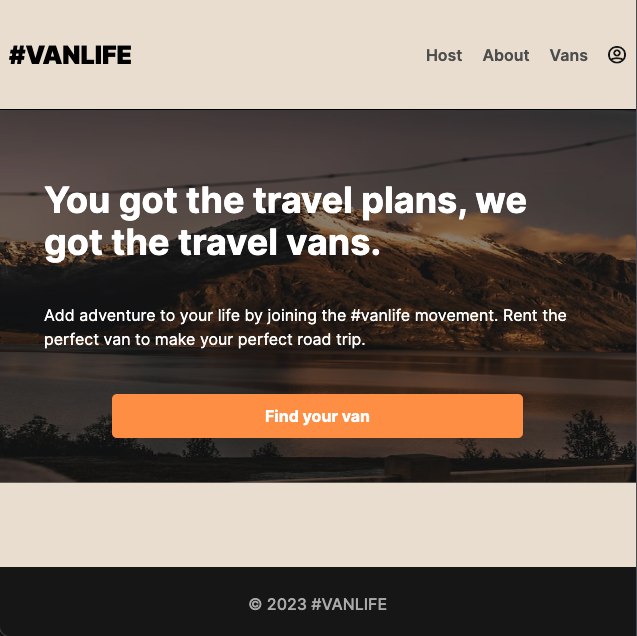 #VANLIFE
Host About Vans
You got the travel plans, we
got the travel vans.
Add adventure to your life by joining the #vanlife movement. Rent the
perfect van to make your perfect road trip.
Find your van
© 2023 #VANLIFE